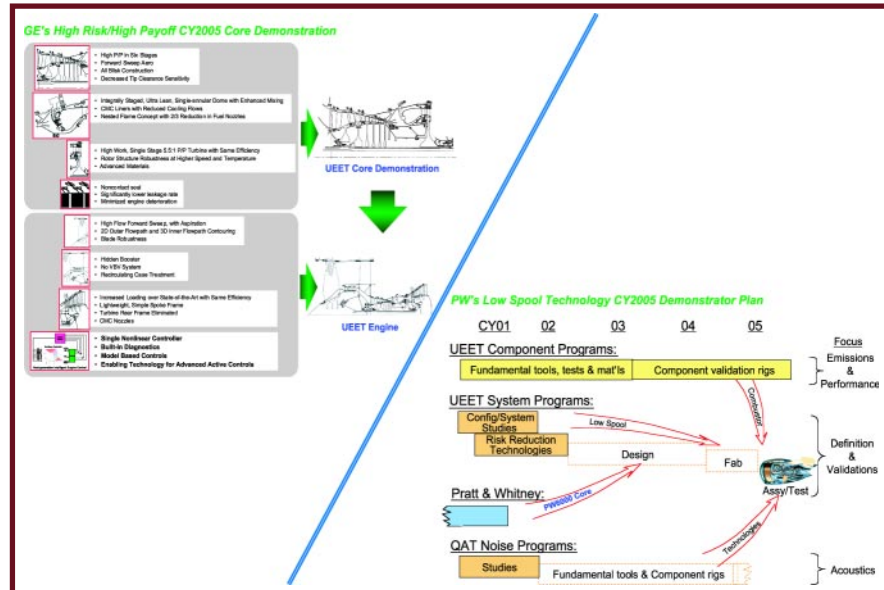 GE's High Risk/High Payoff CY2005 Core Demonstration
• High P/P in Six Stages
• Forward Sweep Aero
• All Blisk Construction
• Decreased Tip Clearance Sensitivity
• Integrally Staged, Ultra Lean, Single-annular Dome with Enhanced Mixing
• CMC Liners with Reduced Cooling Flows
• Nested Flame Concept with 2/3 Reduction in Fuel Nozzles
• High Work, Single Stage 5.5:1 P/P Turbine with Same Efficiency
• Rotor Structure Robustness at Higher Speed and Temperature
• Advanced Materials
• Noncontact seal
• Significantly lower leakage rate
• Minimized engine deterioration
UEET Core Demonstration
• High Flow Forward Sweep, with Aspiration
• 2D Outer Flowpath and 3D Inner Flowpath Contouring
• Blade Robustness
• Hidden Booster
• No VBV System
• Recirculating Case Treatment
• Increased Loading over State-of-the-Art with Same Efficiency
• Lightweight, Simple Spoke Frame
• Turbine Rear Frame Eliminated
• CMC Nozzles
• Single Nonlinear Controller
• Built-In Diagnostics
• Model Based Controls
• Enabling Technology for Advanced Active Controls
UEET Engine
PW's Low Spool Technology CY2005 Demonstrator Plan
CY01 02 03 04 05
Focus
UEET Component Programs:
Fundamental tools, tests & mat'ls
Component validation rigs
Emissions
&
Performance
Combustor
UEET System Programs:
Config/System
Studies
Low Spool
Risk Reduction
Technologies
Design
Fab
Assy/Test
Definition
&
Validations
Pratt & Whitney:
PW6000 Core
Technologies
QAT Noise Programs:
Studies
Fundamental tools & Component rigs
Acoustics